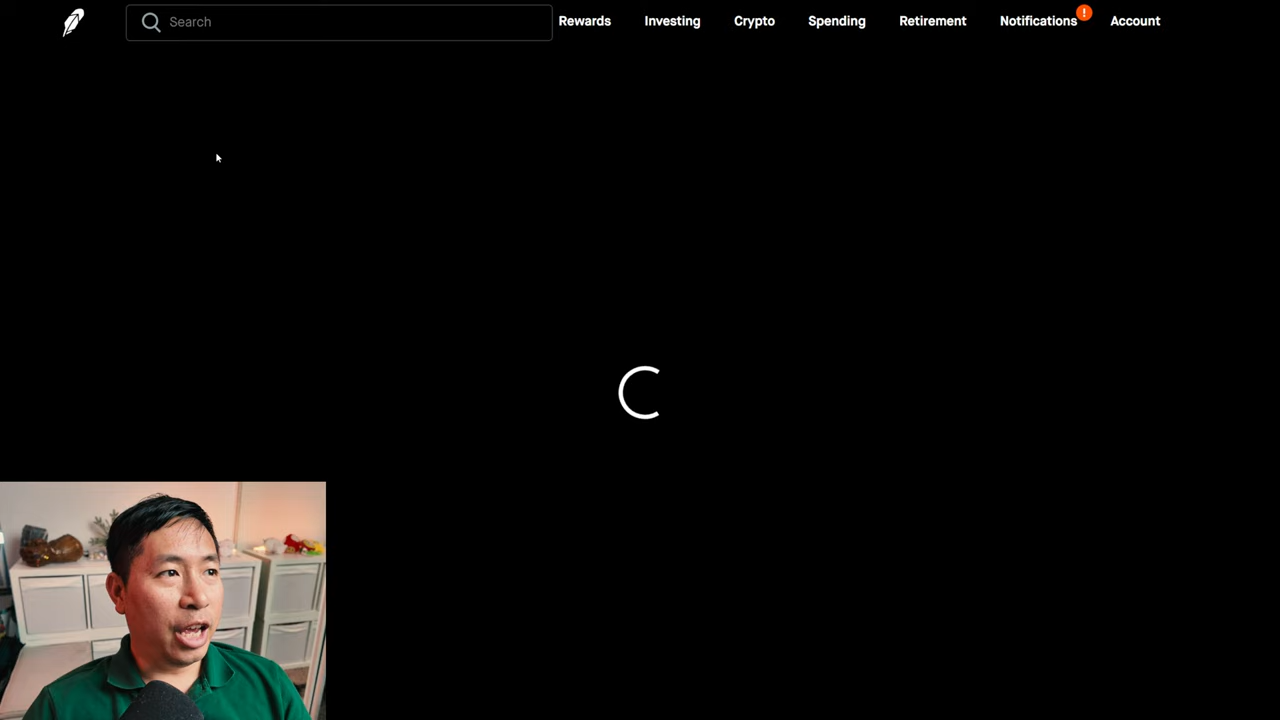 Search
Rewards
Investing
Crypto
Spending
Retirement
Notifications
!
Account